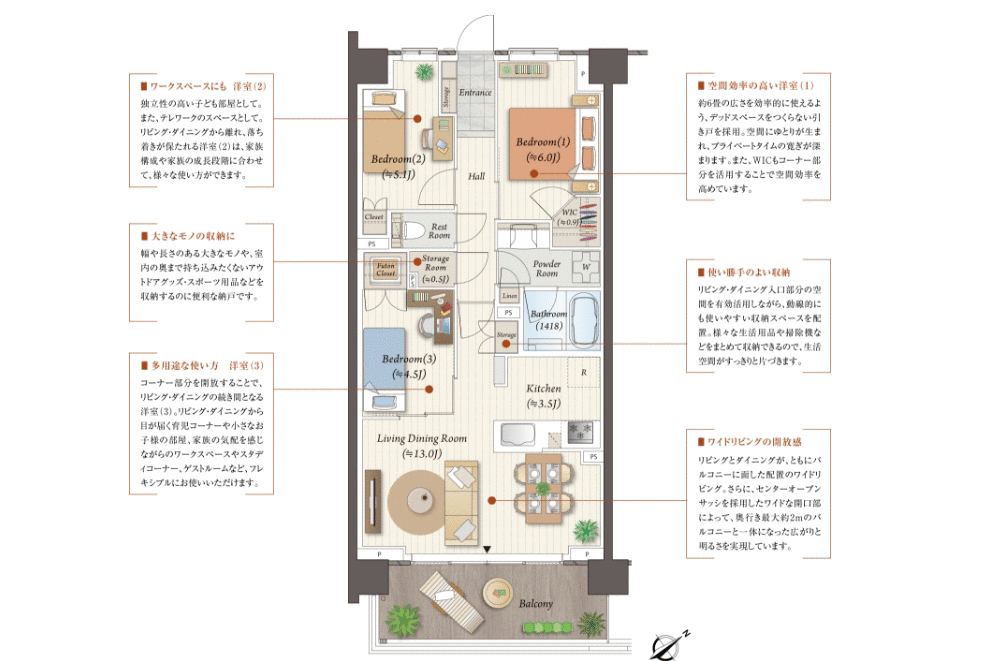 ■ ワークスペースにも 洋室(2)
独立性の高い子ども部屋として。
また、テレワークのスペースとして。
リビング・ダイニングから離れ、落ち
着きが保たれる洋室(2)は、家族
構成や家族の成長段階に合わせ
て、様々な使い方ができます。
■ 大きなモノの収納に
幅や長さのある大きなモノや、室
内の奥まで持ち込みたくないアウ
トドアグッズ・スポーツ用品などを
収納するのに便利な納戸です。
■ 多用途な使い方 洋室(3)
コーナー部分を開放することで、
リビング・ダイニングの続き間となる
洋室(3)。リビング・ダイニングから
目が届く育児コーナーや小さなお
子様の部屋、家族の気配を感じ
ながらのワークスペースやスタデ
ィコーナー、ゲストルームなど、フレ
キシブルにお使いいただけます。
Storage
Entrance
P
Bedroom(1)
(≒6.0J)
Bedroom(2)
(≒5.1J)
Hall
Closet
WIC
(≒0.9J)
Rest
Room
PS
Futon
Closet
Storage
Room
(≒0.5J)
PS
Powder
Room
W
Linen
PS
Bathroom
(1418)
Storage
Bedroom(3)
(≒4.5J)
R
Kitchen
(≒3.5J)
Living Dining Room
(≒13.0J)
PS
P
P
Balcony
N
■ 空間効率の高い洋室(1)
約6畳の広さを効率的に使えるよ
う、デッドスペースをつくらない引
き戸を採用。空間にゆとりが生ま
れ、プライベートタイムの寛ぎが深
まります。また、WICもコーナー部
分を活用することで空間効率を
高めています。
■ 使い勝手のよい収納
リビング・ダイニング入口部分の空
間を有効活用しながら、動線的に
も使いやすい収納スペースを配
置。様々な生活用品や掃除機な
どをまとめて収納できるので、生活
空間がすっきりと片づきます。
■ ワイドリビングの開放感
リビングとダイニングが、ともにバル
コニーに面した配置のワイドリ
ビング。さらに、センターオープン
サッシを採用したワイドな開口部
によって、奥行き最大約2mのバ
ルコニーと一体になった広がりと
明るさを実現しています。